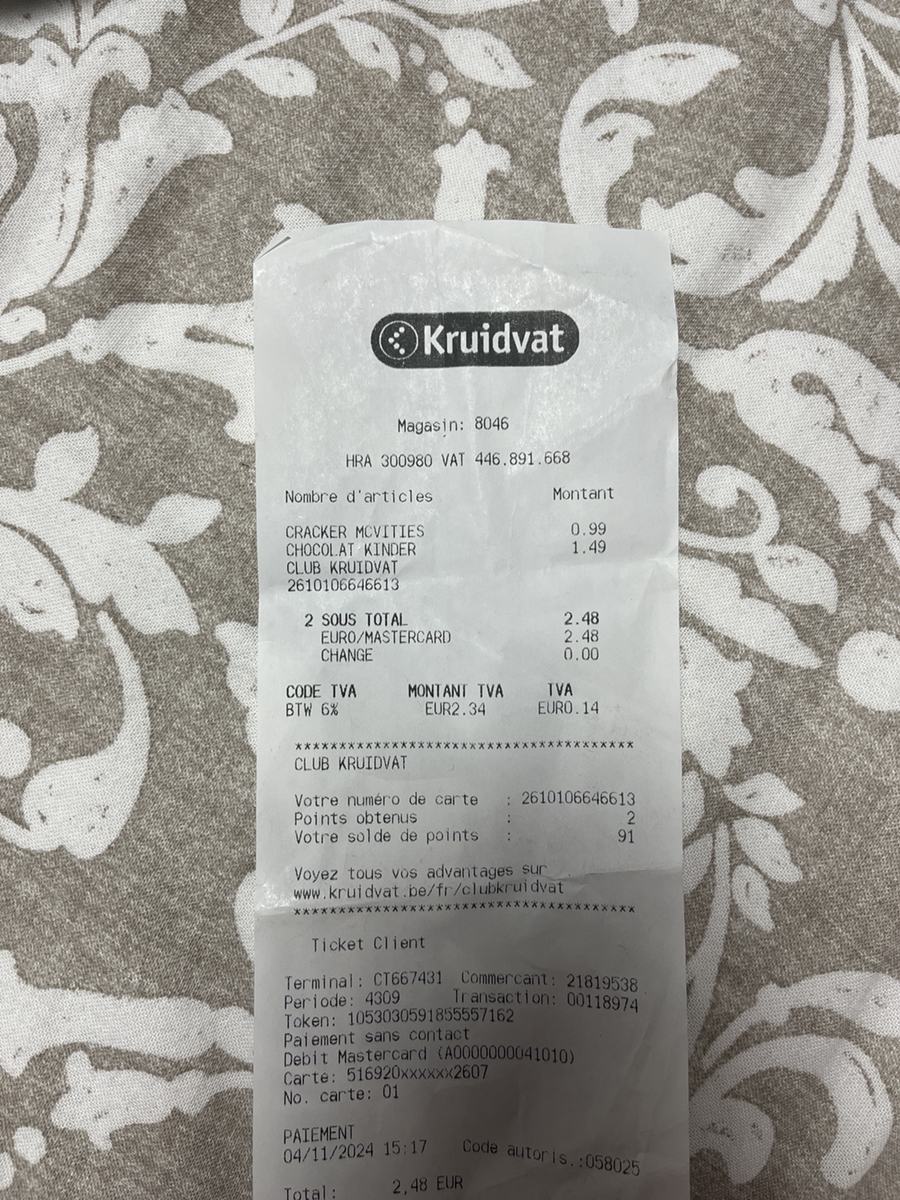 Kruidvat
Magasin: 8046
HRA 300980 VAT 446.891.668
Nombre d'articles Montant
CRACKER MCVITIES 0.99
CHOCOLAT KINDER 1.49
CLUB KRUIDVAT
2610106646613
2 SOUS TOTAL 2.48
EURO/MASTERCARD 2.48
CHANGE 0.00
CODE TVA MONTANT TVA TVA
BTW 6% EUR2.34 EUR0.14
****************************************
CLUB KRUIDVAT
Votre numéro de carte : 2610106646613
Points obtenus : 2
Votre solde de points : 91
Voyez tous vos advantages sur
www.kruidvat.be/fr/clubkruidvat
****************************************
Ticket Client
Terminal: CT667431 Commercant: 21819538
Periode: 4309 Transaction: 00118974
Token: 1053030591855557162
Paiement sans contact
Debit Mastercard (A0000000041010)
Carte: 516920xxxxxx2607
No. carte: 01
PAIEMENT
04/11/2024 15:17 Code autoris.:058025
Total: 2,48 EUR